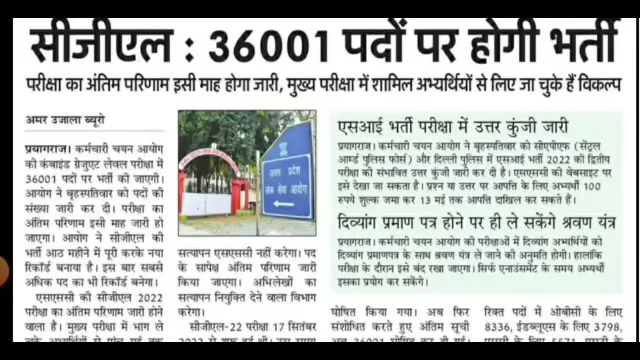 सीजीएल : 36001 पदों पर होगी भर्ती
परीक्षा का अंतिम परिणाम इसी माह होगा जारी, मुख्य परीक्षा में शामिल अभ्यर्थियों से लिए जा चुके हैं विकल्प
अमर उजाला ब्यूरो
प्रयागराज। कर्मचारी चयन आयोग
की कंबाइंड ग्रेजुएट लेवल परीक्षा में
36001 पदों पर भर्ती की जाएगी।
आयोग ने बृहस्पतिवार को पदों की
संख्या जारी कर दी। परीक्षा का
अंतिम परिणाम इसी माह जारी हो
जाएगा। आयोग ने सीजीएल की
भर्ती आठ महीने में पूरी करके नया
रिकॉर्ड बनाया है। इस बार सबसे
अधिक पद का भी रिकॉर्ड बनेगा।
एसएससी की सीजीएल 2022
परीक्षा का अंतिम परिणाम जारी होने
वाला है। मुख्य परीक्षा में भाग ले
उत्तर प्रदेश
लोक सेवा आयोग
सत्यापन एसएससी नहीं करेगा। पद
के सापेक्ष अंतिम परिणाम जारी
किया जाएगा। अभिलेखों का
सत्यापन नियुक्ति देने वाला विभाग
करेगा।
सीजीएल-22 परीक्षा 17 सितंबर
एसआई भर्ती परीक्षा में उत्तर कुंजी जारी
प्रयागराज। कर्मचारी चयन आयोग ने बृहस्पतिवार को सीएपीएफ (सेंट्रल
आर्म्ड पुलिस फोर्स) और दिल्ली पुलिस में एसआई भर्ती 2022 की द्वितीय
परीक्षा की संभावित उत्तर कुंजी जारी कर दी है। एसएससी की वेबसाइट पर
इसे देखा जा सकता है। प्रश्न या उत्तर पर आपत्ति के लिए अभ्यर्थी 100
रुपये शुल्क जमा कर 13 मई तक आपत्ति दाखिल कर सकते हैं।
दिव्यांग प्रमाण पत्र होने पर ही ले सकेंगे श्रवण यंत्र
प्रयागराज। कर्मचारी चयन आयोग की परीक्षाओं में दिव्यांग अभ्यर्थियों को
दिव्यांग प्रमाणपत्र के साथ श्रवण यंत्र ले जाने की अनुमति होगी। हालांकि
परीक्षा के दौरान इसे बंद रखा जाएगा। सिर्फ एनाउंसमेंट के समय अभ्यर्थी
इसका प्रयोग कर सकेंगे।
घोषित किया गया। अब फिर
संशोधित करते हुए अंतिम सूची
रिक्त पदों में ओबीसी के लिए
8336, ईडब्लूएस के लिए 3798,